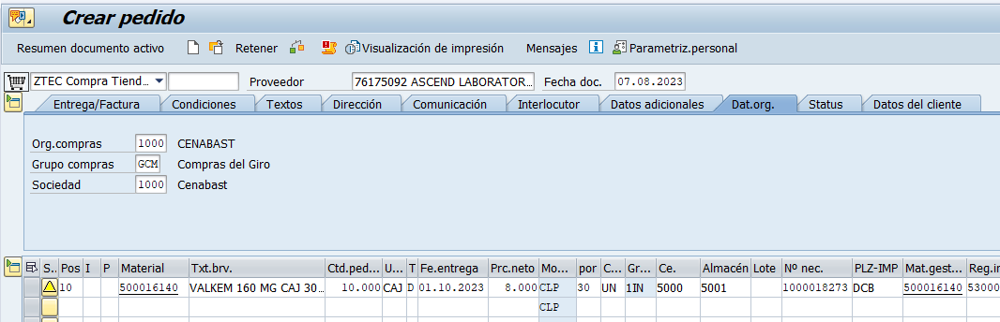 Crear pedido
Resumen documento activo Retener Visualización de impresión Mensajes Parametriz.personal
ZTEC Compra Tiend... Proveedor 76175092 ASCEND LABORATOR... Fecha doc. 07.08.2023
Entrega/Factura Condiciones Textos Dirección Comunicación Interlocutor Datos adicionales Dat.org. Status Datos del cliente
Org.compras 1000 CENABAST
Grupo compras GCM Compras del Giro
Sociedad 1000 Cenabast
S.. Pos I P Material Txt.brv. Ctd.ped... U... T Fe.entrega Prc.neto Mo... por C... Gr... Ce. Almacén Lote Nº nec. PLZ-IMP Mat.gest... Reg.in
10 500016140 VALKEM 160 MG CAJ 30... 10.000 CAJ D 01.10.2023 8.000 CLP 30 UN 1IN 5000 5001 1000018273 DCB 500016140 53000
CLP